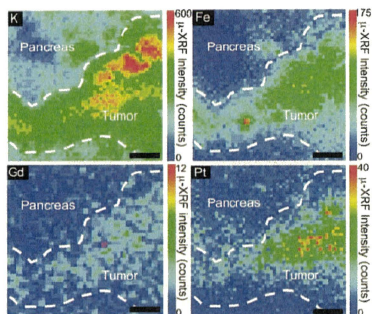 K
Pancreas
Tumor
600
μ-XRF Intensity (counts)
0
Fe
Pancreas
Tumor
175
μ-XRF Intensity (counts)
0
Gd
Pancreas
Tumor
12
μ-XRF Intensity (counts)
0
Pt
Pancreas
Tumor
40
μ-XRF Intensity (counts)
0